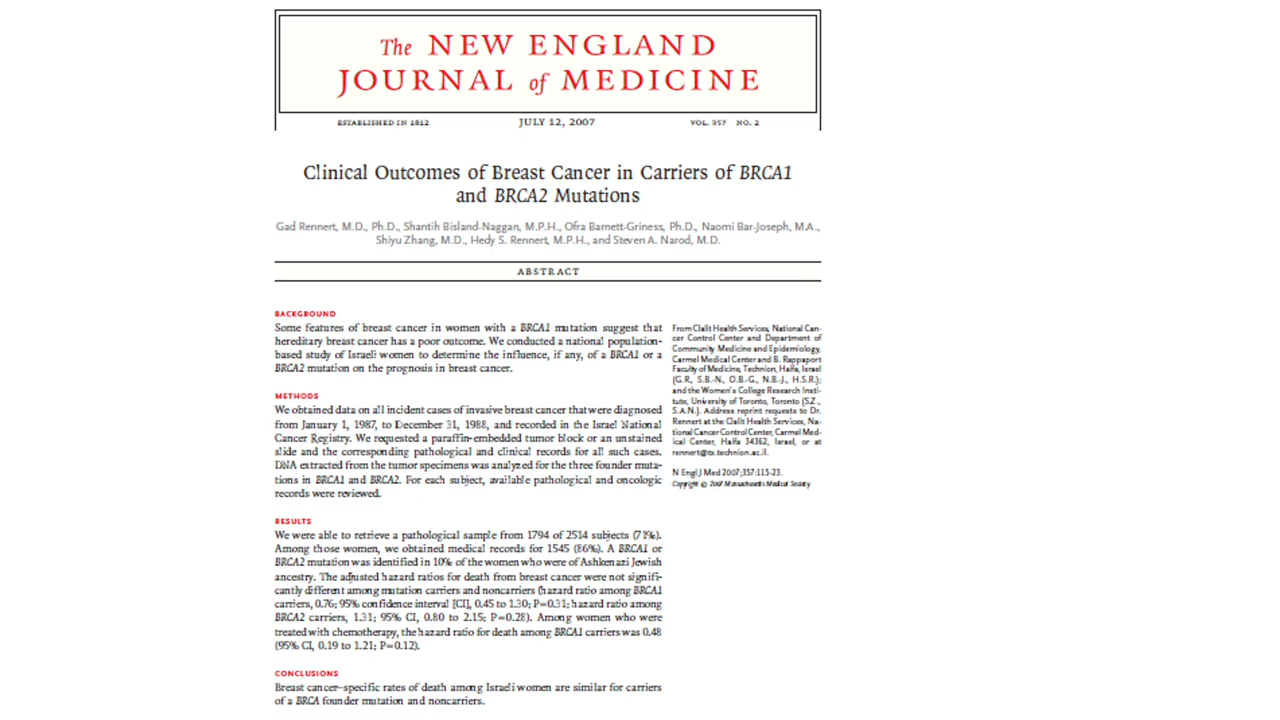 The NEW ENGLAND
JOURNAL of MEDICINE
ESTABLISHED IN 1812 JULY 12, 2007 VOL. 357 NO. 2
Clinical Outcomes of Breast Cancer in Carriers of BRCA1
and BRCA2 Mutations
Gad Rennert, M.D., Ph.D., Shantih Bisland-Naggan, M.P.H., Ofra Barnett-Griness, Ph.D., Naomi Bar-Joseph, M.A.,
Shiyu Zhang, M.D., Hedy S. Rennert, M.P.H., and Steven A. Narod, M.D.
ABSTRACT
BACKGROUND
Some features of breast cancer in women with a BRCA1 mutation suggest that
hereditary breast cancer has a poor outcome. We conducted a national population-
based study of Israeli women to determine the influence, if any, of a BRCA1 or a
BRCA2 mutation on the prognosis in breast cancer.
METHODS
We obtained data on all incident cases of invasive breast cancer that were diagnosed
from January 1, 1987, to December 31, 1988, and recorded in the Israel National
Cancer Registry. We requested a paraffin-embedded tumor block or an unstained
slide and the corresponding pathological and clinical records for all such cases.
DNA extracted from the tumor specimens was analyzed for the three founder muta-
tions in BRCA1 and BRCA2. For each subject, available pathological and oncologic
records were reviewed.
RESULTS
We were able to retrieve a pathological sample from 1794 of 2514 subjects (71%).
Among those women, we obtained medical records for 1545 (86%). A BRCA1 or
BRCA2 mutation was identified in 10% of the women who were of Ashkenazi Jewish
ancestry. The adjusted hazard ratios for death from breast cancer were not signifi-
cantly different among mutation carriers and noncarriers (hazard ratio among BRCA1
carriers, 0.76; 95% confidence interval [CI], 0.45 to 1.30; P=0.31; hazard ratio among
BRCA2 carriers, 1.31; 95% CI, 0.80 to 2.15; P=0.28). Among women who were
treated with chemotherapy, the hazard ratio for death among BRCA1 carriers was 0.48
(95% CI, 0.19 to 1.21; P=0.12).
CONCLUSIONS
Breast cancer–specific rates of death among Israeli women are similar for carriers
of a BRCA founder mutation and noncarriers.
From Clalit Health Services, National Can-
cer Control Center and Department of
Community Medicine and Epidemiology,
Carmel Medical Center and B. Rappaport
Faculty of Medicine, Technion, Haifa, Israel
(G.R., S.B.-N., O.B.-G., N.B.-J., H.S.R.);
and the Women's College Research Insti-
tute, University of Toronto, Toronto (S.Z.,
S.A.N.). Address reprint requests to Dr.
Rennert at the Clalit Health Services, Na-
tional Cancer Control Center, Carmel Med-
ical Center, Haifa 34362, Israel, or at
rennert@tx.technion.ac.il.
N Engl J Med 2007;357:115-23.
Copyright © 2007 Massachusetts Medical Society.